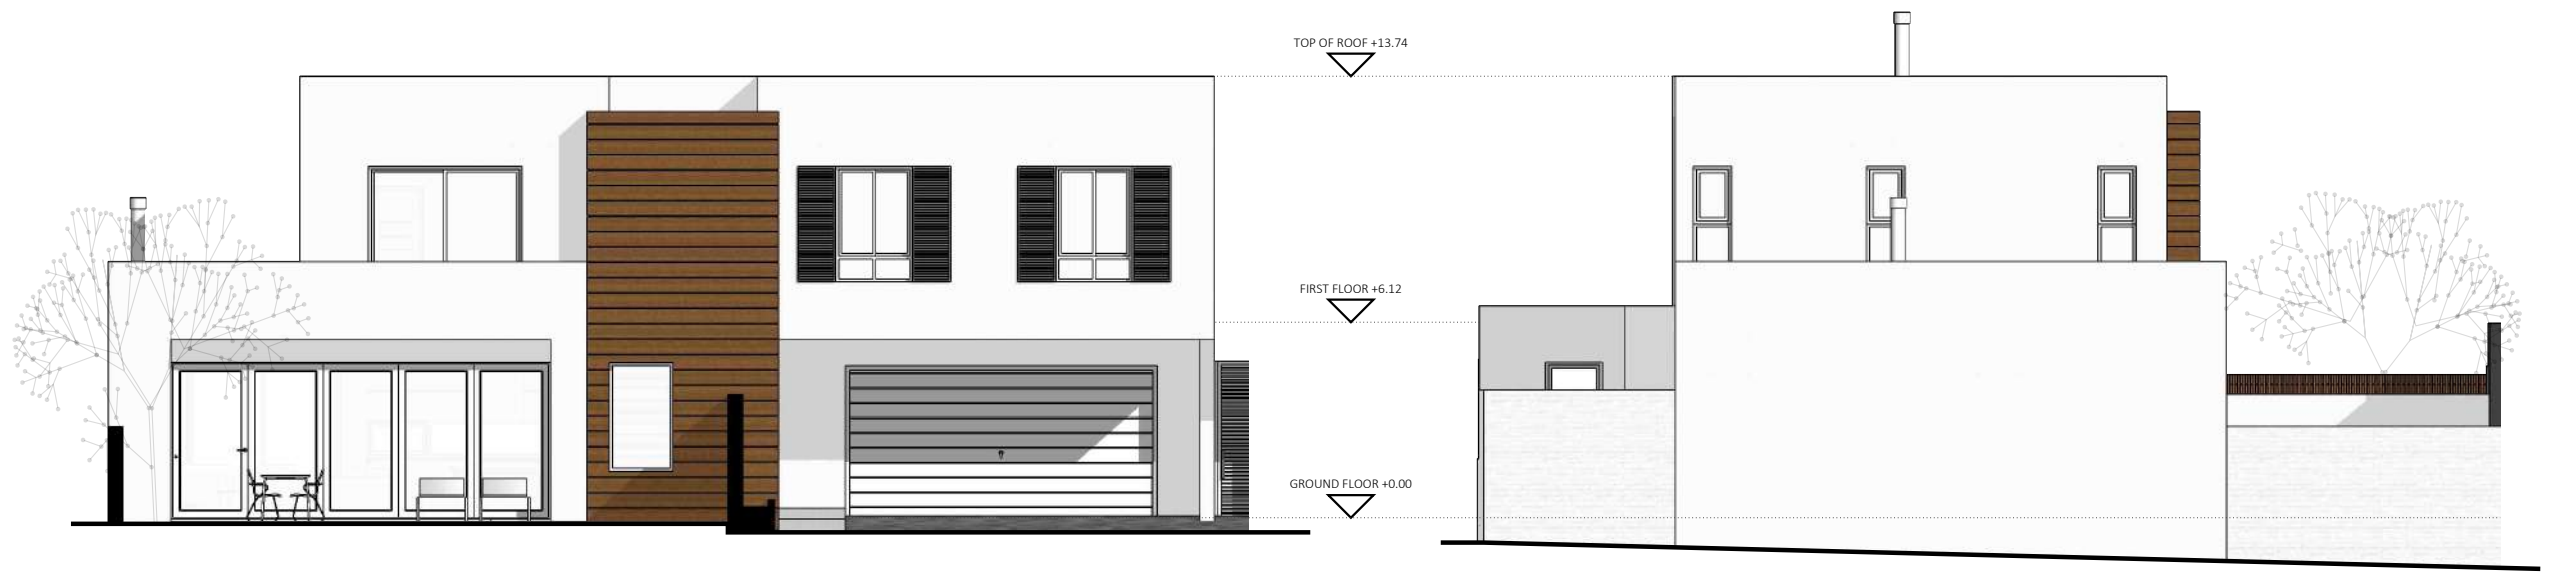 TOP OF ROOF +13.74
FIRST FLOOR +6.12
GROUND FLOOR +0.00